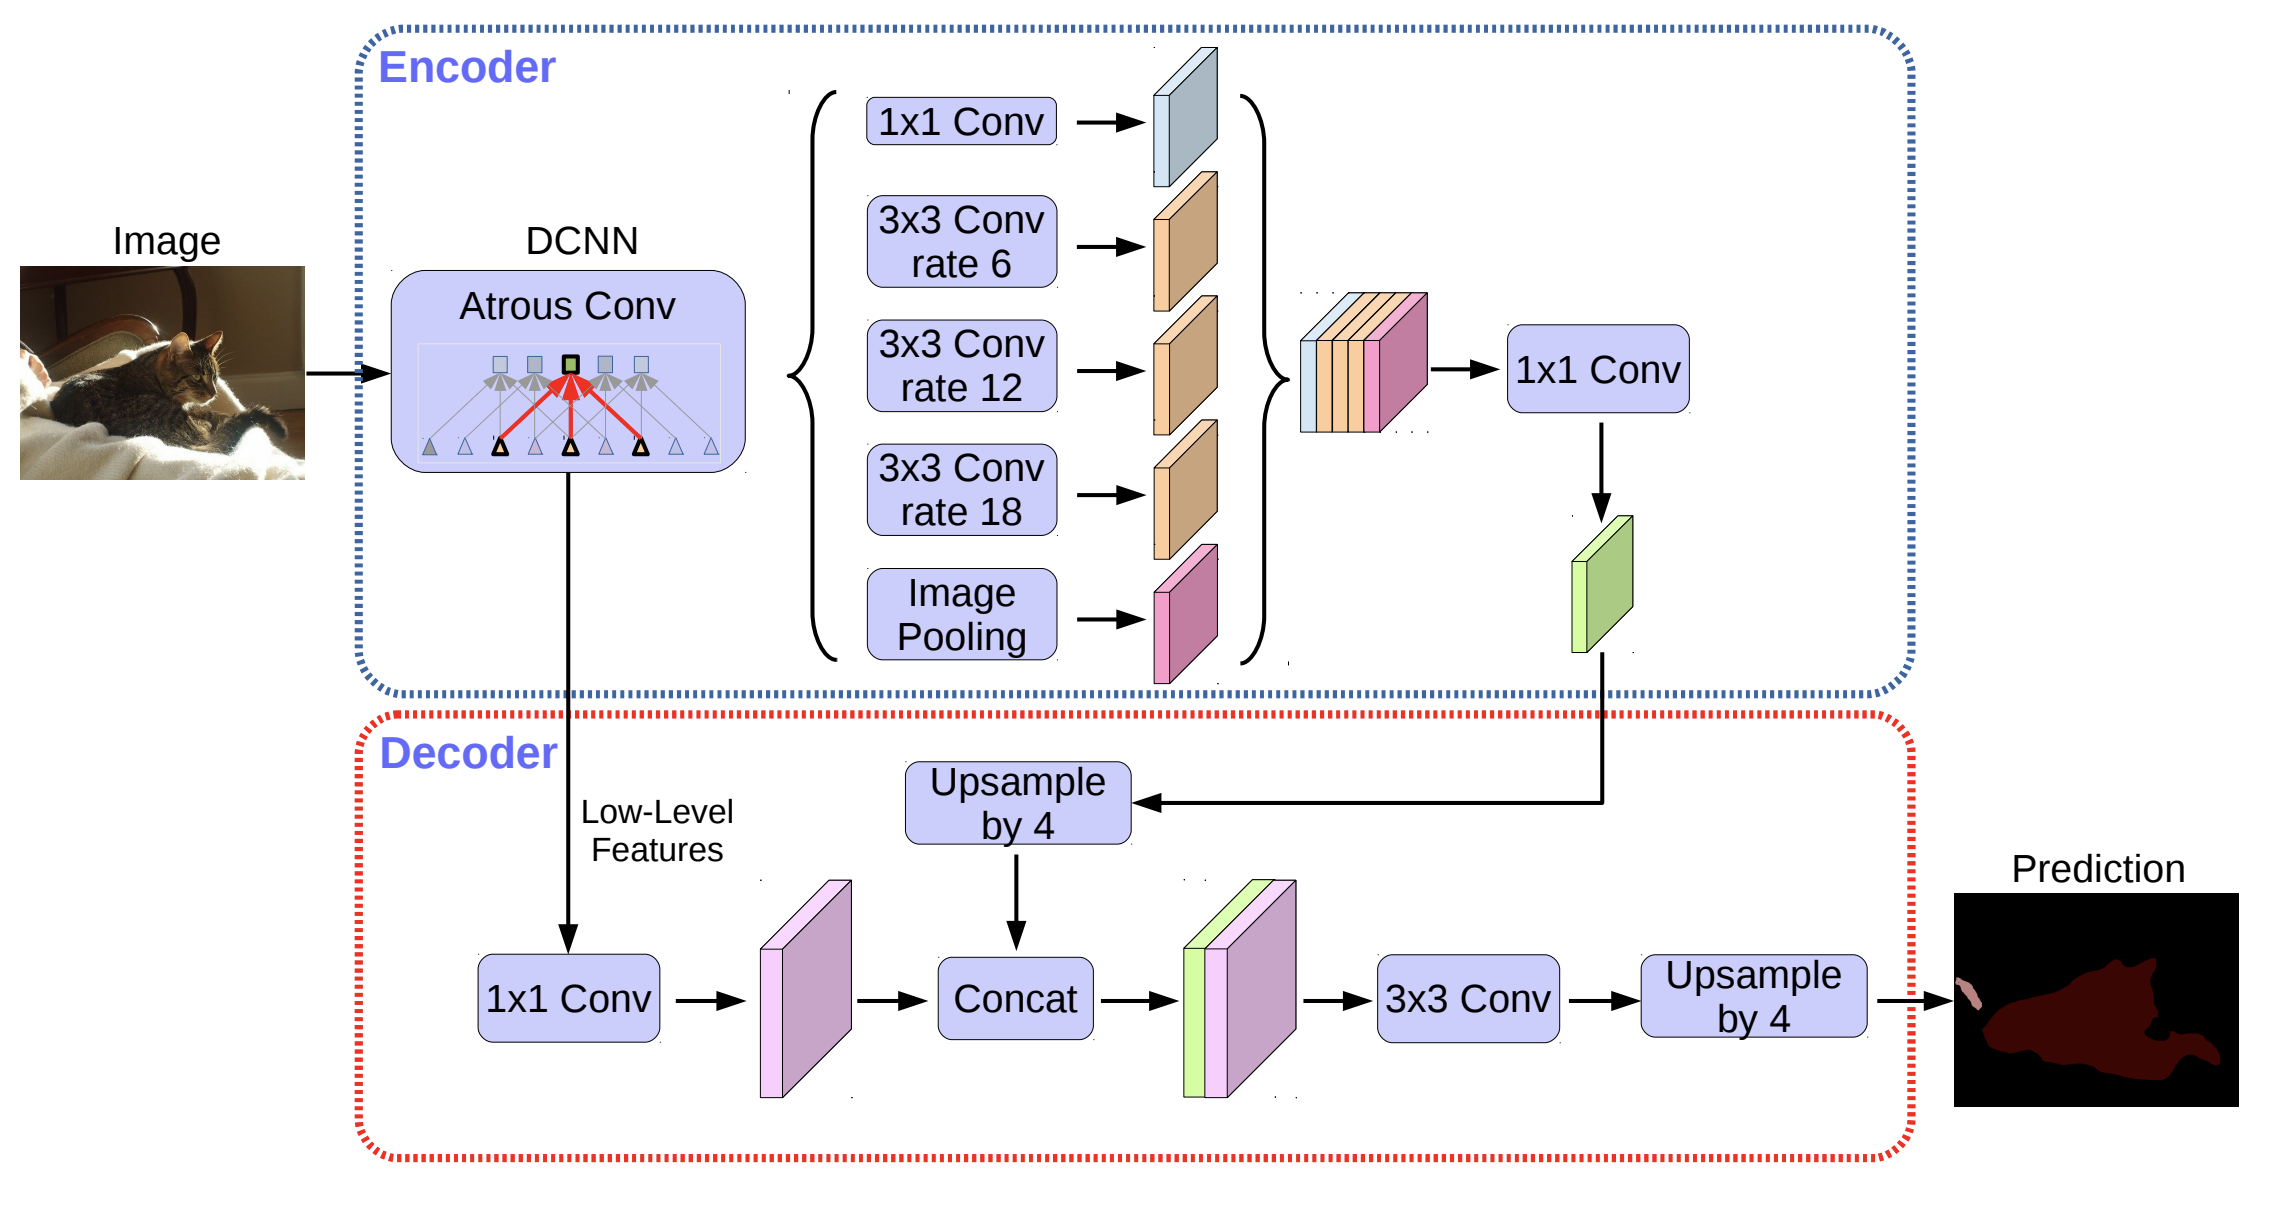 Encoder
Image
DCNN
Atrous Conv
1x1 Conv
3x3 Conv
rate 6
3x3 Conv
rate 12
3x3 Conv
rate 18
Image
Pooling
1x1 Conv
Decoder
Low-Level
Features
Upsample
by 4
1x1 Conv
Concat
3x3 Conv
Upsample
by 4
Prediction